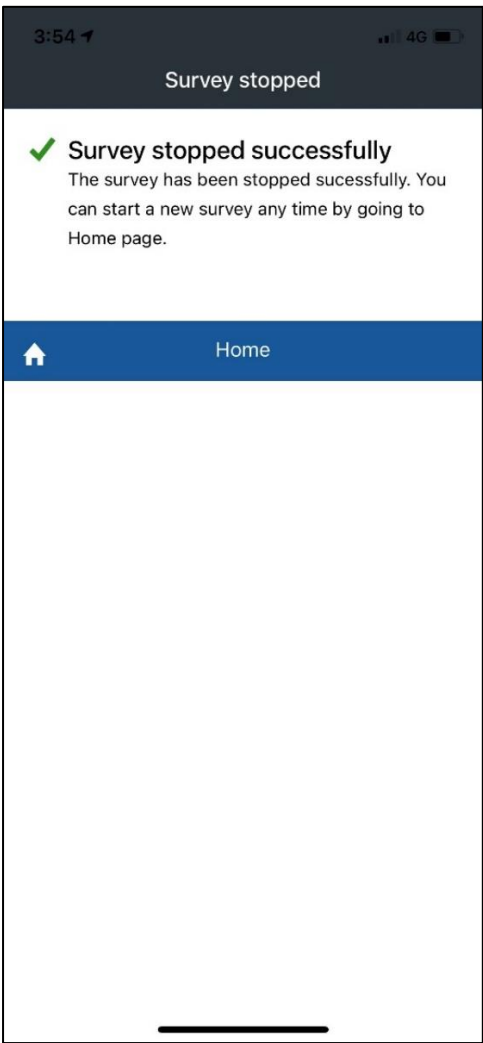 3:54 4G
Survey stopped
Survey stopped successfully
The survey has been stopped sucessfully. You
can start a new survey any time by going to
Home page.
Home